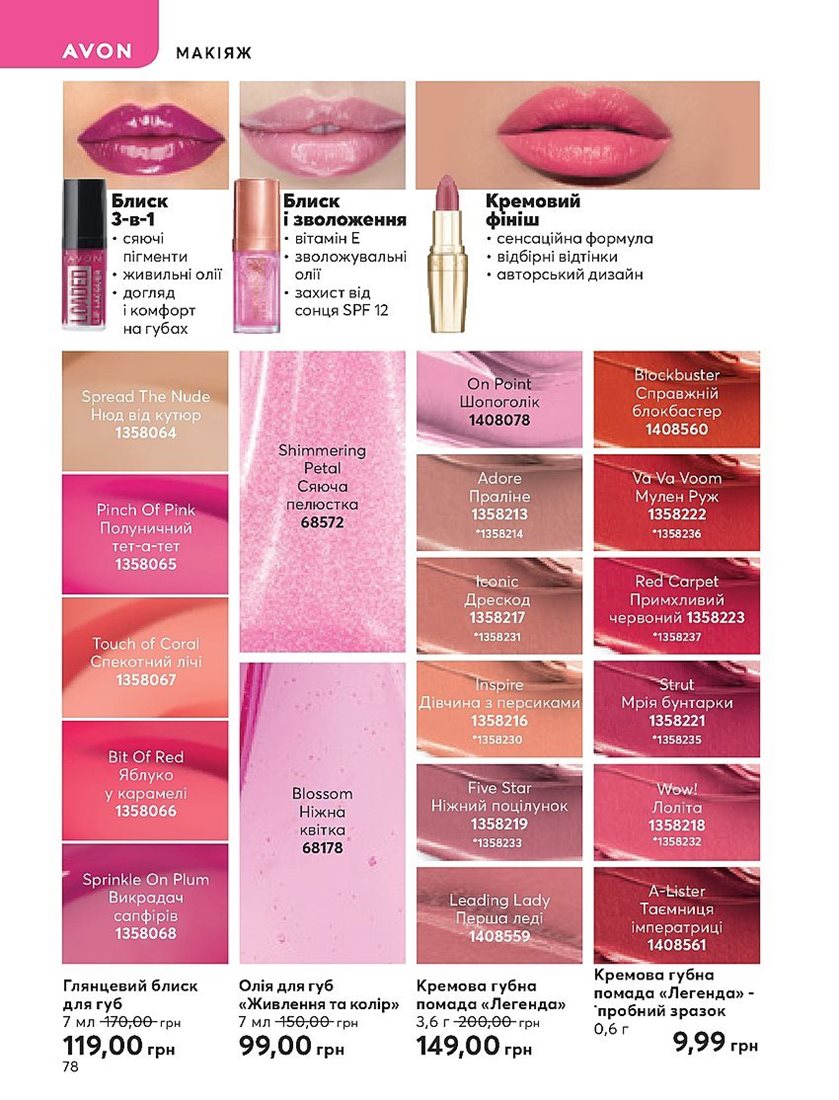 AVON
МАКІЯЖ
Блиск
3-в-1
• сяючі
пігменти
• живильні олії
• догляд
і комфорт
на губах
AVON
LOADED
Блиск
і зволоження
• вітамін Е
• зволожувальні
олії
• захист від
сонця SPF 12
Кремовий
фініш
• сенсаційна формула
• відбірні відтінки
• авторський дизайн
Spread The Nude
Нюд від кутюр
1358064
Pinch Of Pink
Полуничний
тет-а-тет
1358065
Touch of Coral
Спекотний лічі
1358067
Bit Of Red
Яблуко
у карамелі
1358066
Sprinkle On Plum
Викрадач
сапфірів
1358068
Shimmering
Petal
Сяюча
пелюстка
68572
Blossom
Ніжна
квітка
68178
On Point
Шопоголік
1408078
Adore
Праліне
1358213
*1358214
Iconic
Дрескод
1358217
*1358231
Inspire
Дівчина з персиками
1358216
*1358230
Five Star
Ніжний поцілунок
1358219
*1358233
Leading Lady
Перша леді
1408559
Blockbuster
Справжній
блокбастер
1408560
Va Va Voom
Мулен Руж
1358222
*1358236
Red Carpet
Примхливий
червоний 1358223
*1358237
Strut
Мрія бунтарки
1358221
*1358235
Wow!
Лоліта
1358218
*1358232
A-Lister
Таємниця
імператриці
1408561
Глянцевий блиск
для губ
7 мл 170,00 грн
119,00 грн
Олія для губ
«Живлення та колір»
7 мл 150,00 грн
99,00 грн
Кремова губна
помада «Легенда»
3,6 г 200,00 грн
149,00 грн
Кремова губна
помада «Легенда» -
*пробний зразок
0,6 г
9,99 грн
78